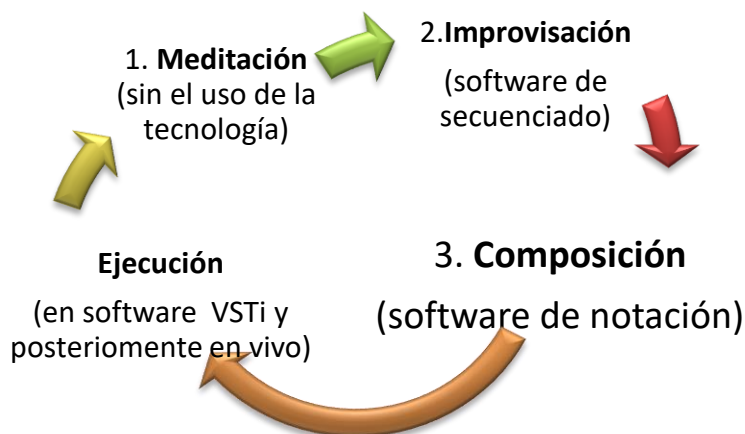 1. Meditación
(sin el uso de la
tecnología)
2.Improvisación
(software de
secuenciado)
3. Composición
(software de notación)
Ejecución
(en software VSTi y
posteriomente en vivo)